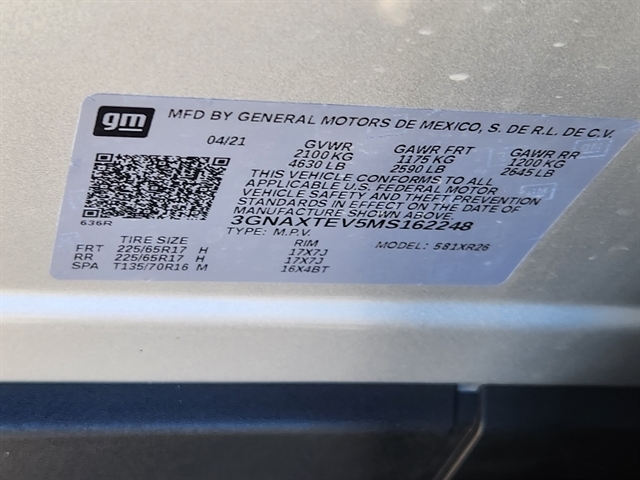 gm MFD BY GENERAL MOTORS DE MEXICO, S. DE R.L. DE C.V.
04/21 GVWR GAWR FRT GAWR RR
2100 KG 1175 KG 1200 KG
4630 LB 2590 LB 2645 LB
THIS VEHICLE CONFORMS TO ALL
APPLICABLE U.S. FEDERAL MOTOR
VEHICLE SAFETY AND THEFT PREVENTION
STANDARDS IN EFFECT ON THE DATE OF
MANUFACTURE SHOWN ABOVE.
636R 3GNAXTEV5MS162248
TYPE: M.P.V. MODEL: 581XR26
TIRE SIZE RIM
FRT 225/65R17 H 17X7J
RR 225/65R17 H 17X7J
SPA T135/70R16 M 16X4BT